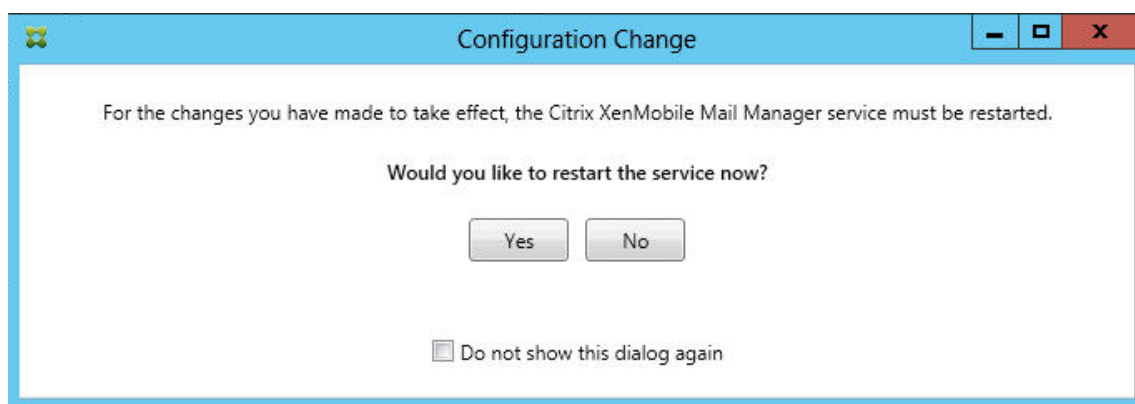 Configuration Change
For the changes you have made to take effect, the Citrix XenMobile Mail Manager service must be restarted.
Would you like to restart the service now?
Yes No
Do not show this dialog again